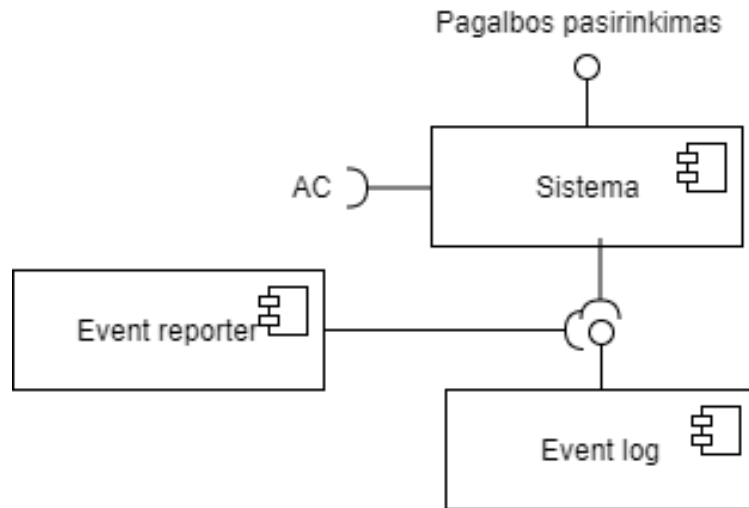 Pagalbos pasirinkimas
AC
Sistema
Event reporter
Event log